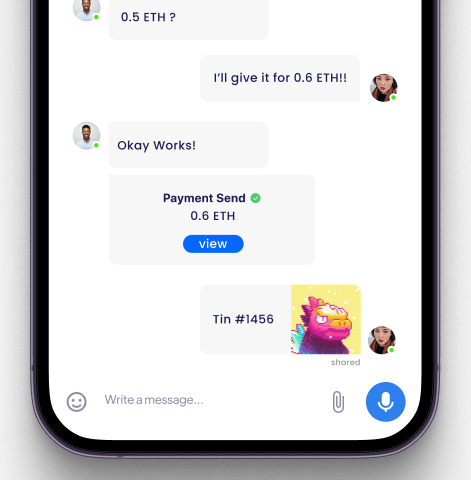 0.5 ETH ?
I'll give it for 0.6 ETH!!
Okay Works!
Payment Send
0.6 ETH
view
Tin #1456
shared
Write a message...